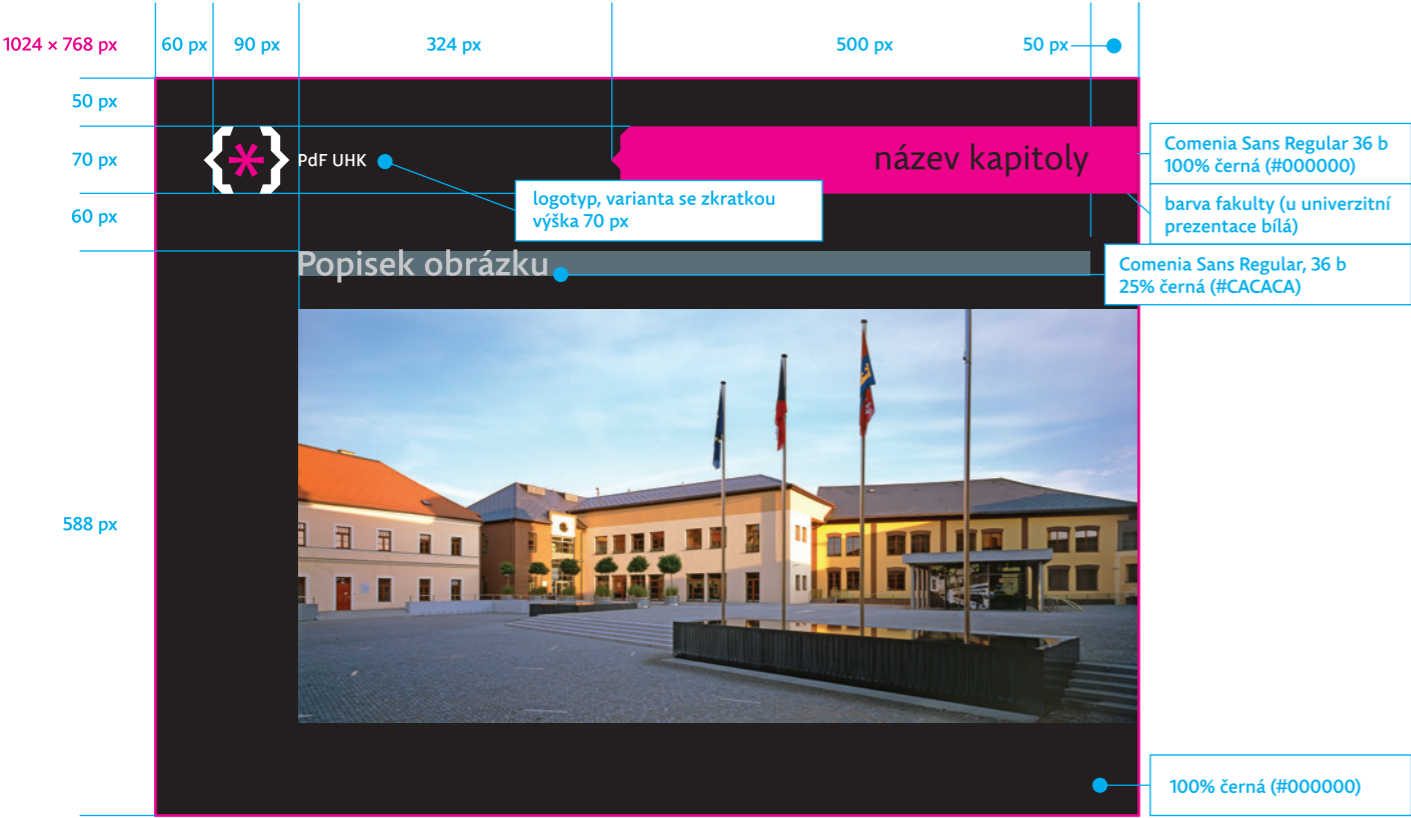 1024 × 768 px
60 px
90 px
324 px
500 px
50 px
50 px
70 px
60 px
588 px
PdF UHK
název kapitoly
logotyp, varianta se zkratkou
výška 70 px
Comenia Sans Regular 36 b
100% černá (#000000)
barva fakulty (u univerzitní
prezentace bílá)
Popisek obrázku
Comenia Sans Regular, 36 b
25% černá (#CACACA)
100% černá (#000000)